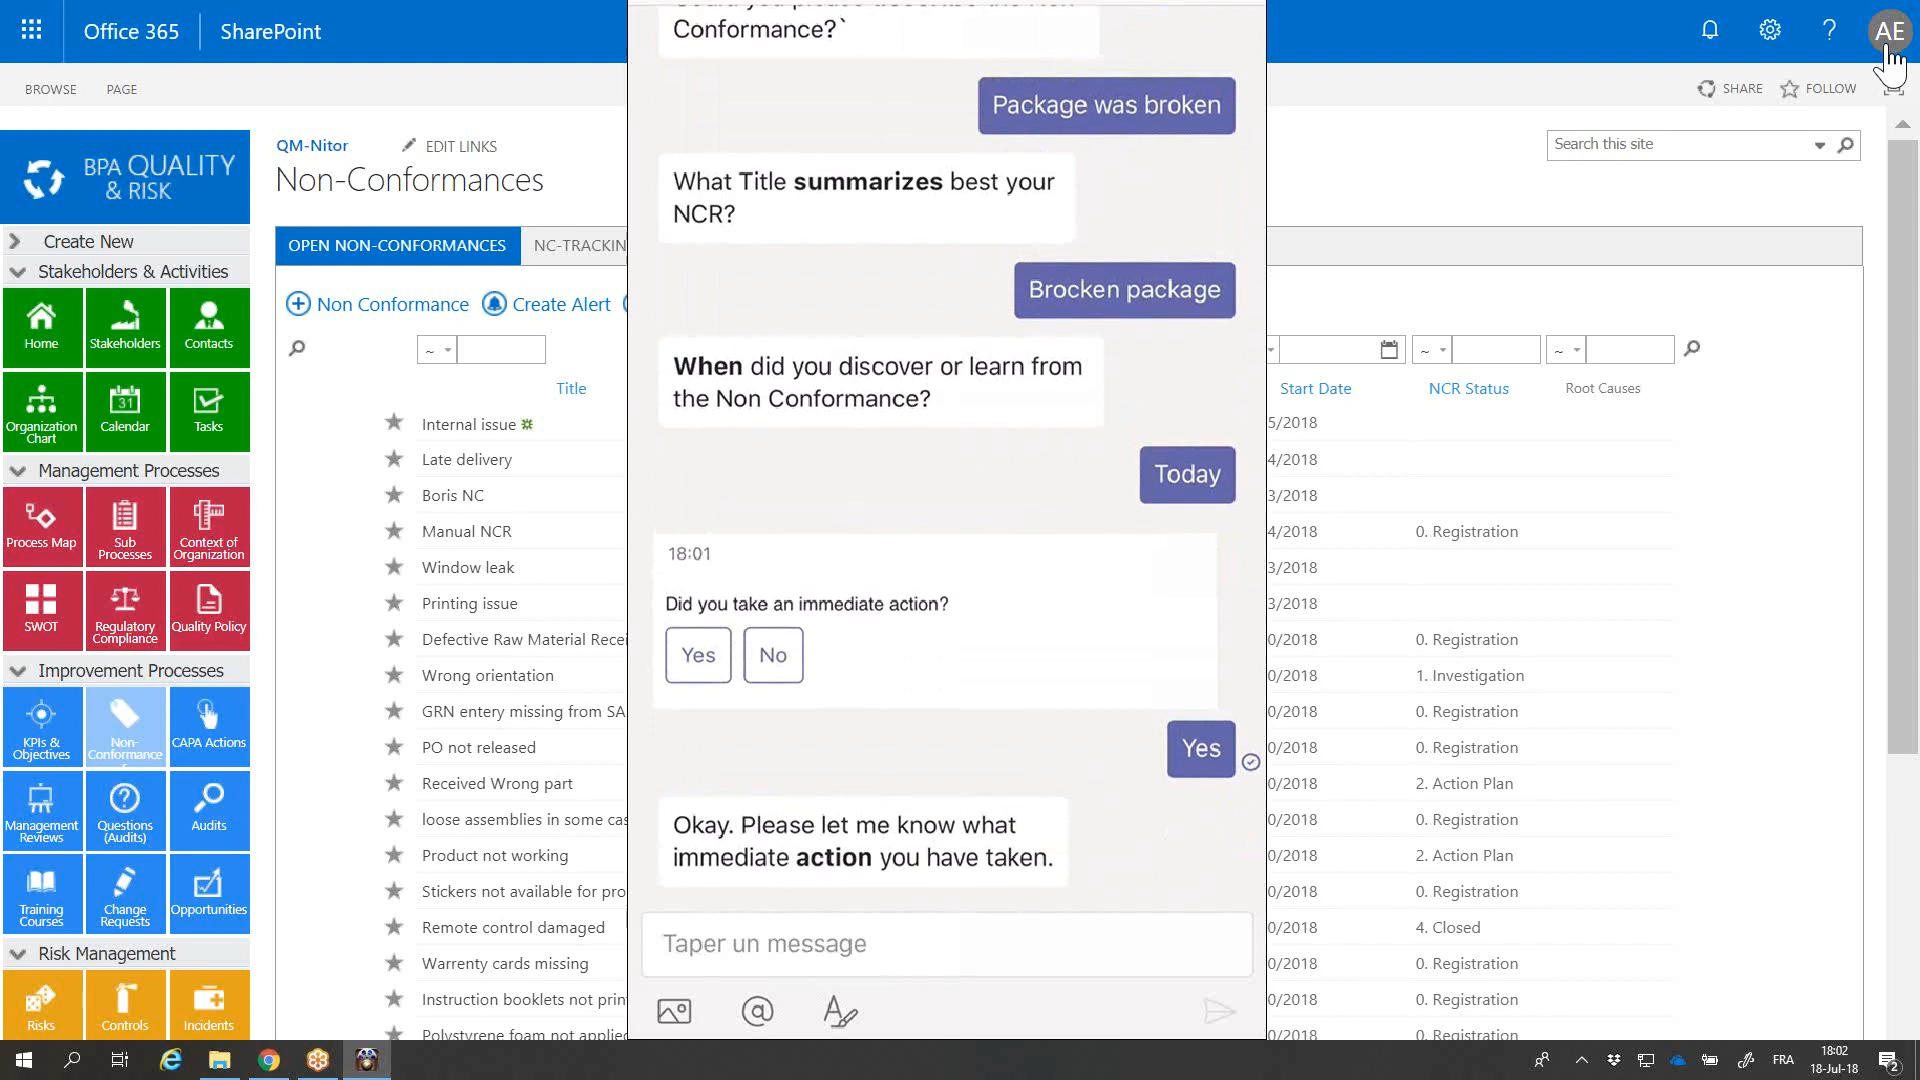 Office 365
SharePoint
AE
BROWSE
PAGE
SHARE
FOLLOW
BPA QUALITY
& RISK
QM-Nitor
EDIT LINKS
Non-Conformances
Search this site
Create New
Stakeholders & Activities
Home
Stakeholders
Contacts
Organization
Chart
31
Calendar
Tasks
Management Processes
Process Map
Sub
Processes
Context of
Organization
SWOT
Regulatory
Compliance
Quality Policy
Improvement Processes
KPIs &
Objectives
Non-
Conformance
CAPA Actions
Management
Reviews
Questions
(Audits)
Audits
Training
Courses
Change
Requests
Opportunities
Risk Management
Risks
Controls
Incidents
OPEN NON-CONFORMANCES
NC-TRACKIN
Non Conformance
Create Alert
~
~
~
Title
Start Date
NCR Status
Root Causes
Internal issue
5/2018
Late delivery
4/2018
Boris NC
3/2018
Manual NCR
4/2018
0. Registration
Window leak
3/2018
Printing issue
3/2018
Defective Raw Material Recei
0/2018
0. Registration
Wrong orientation
0/2018
1. Investigation
GRN entery missing from SA
0/2018
0. Registration
PO not released
0/2018
0. Registration
Received Wrong part
0/2018
2. Action Plan
loose assemblies in some cas
0/2018
0. Registration
Product not working
0/2018
2. Action Plan
Stickers not available for pro
0/2018
0. Registration
Remote control damaged
0/2018
4. Closed
Warrenty cards missing
0/2018
0. Registration
Instruction booklets not prin
0/2018
0. Registration
Polystyrene foam not applied
0/2018
0. Registration
Conformance?`
Package was broken
What Title summarizes best your
NCR?
Brocken package
When did you discover or learn from
the Non Conformance?
Today
18:01
Did you take an immediate action?
Yes
No
Yes
Okay. Please let me know what
immediate action you have taken.
Taper un message
FRA
18:02
18-Jul-18
2